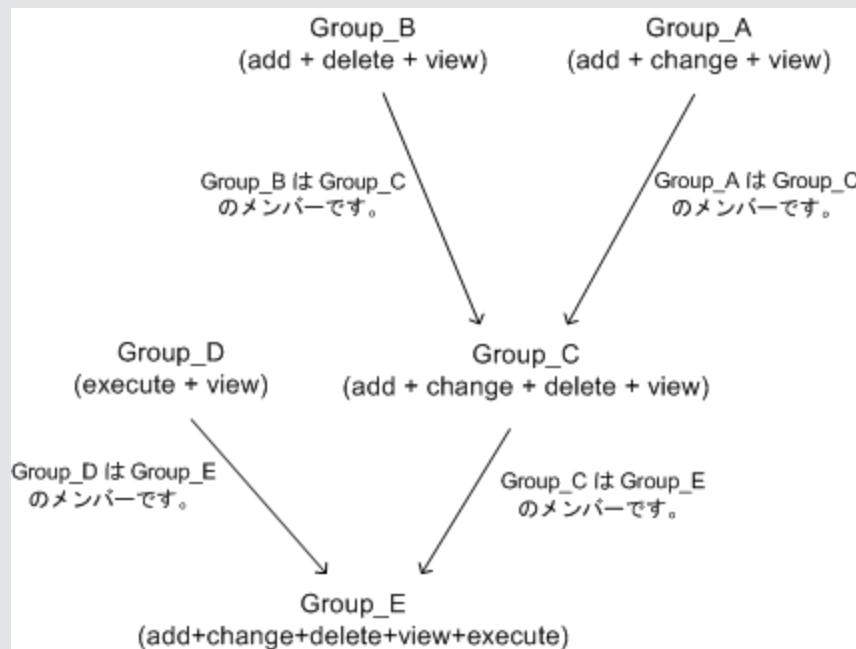 Group_B
(add + delete + view)
Group_A
(add + change + view)
Group_B は Group_C
のメンバーです。
Group_A は Group_C
のメンバーです。
Group_D
(execute + view)
Group_C
(add + change + delete + view)
Group_D は Group_E
のメンバーです。
Group_C は Group_E
のメンバーです。
Group_E
(add+change+delete+view+execute)